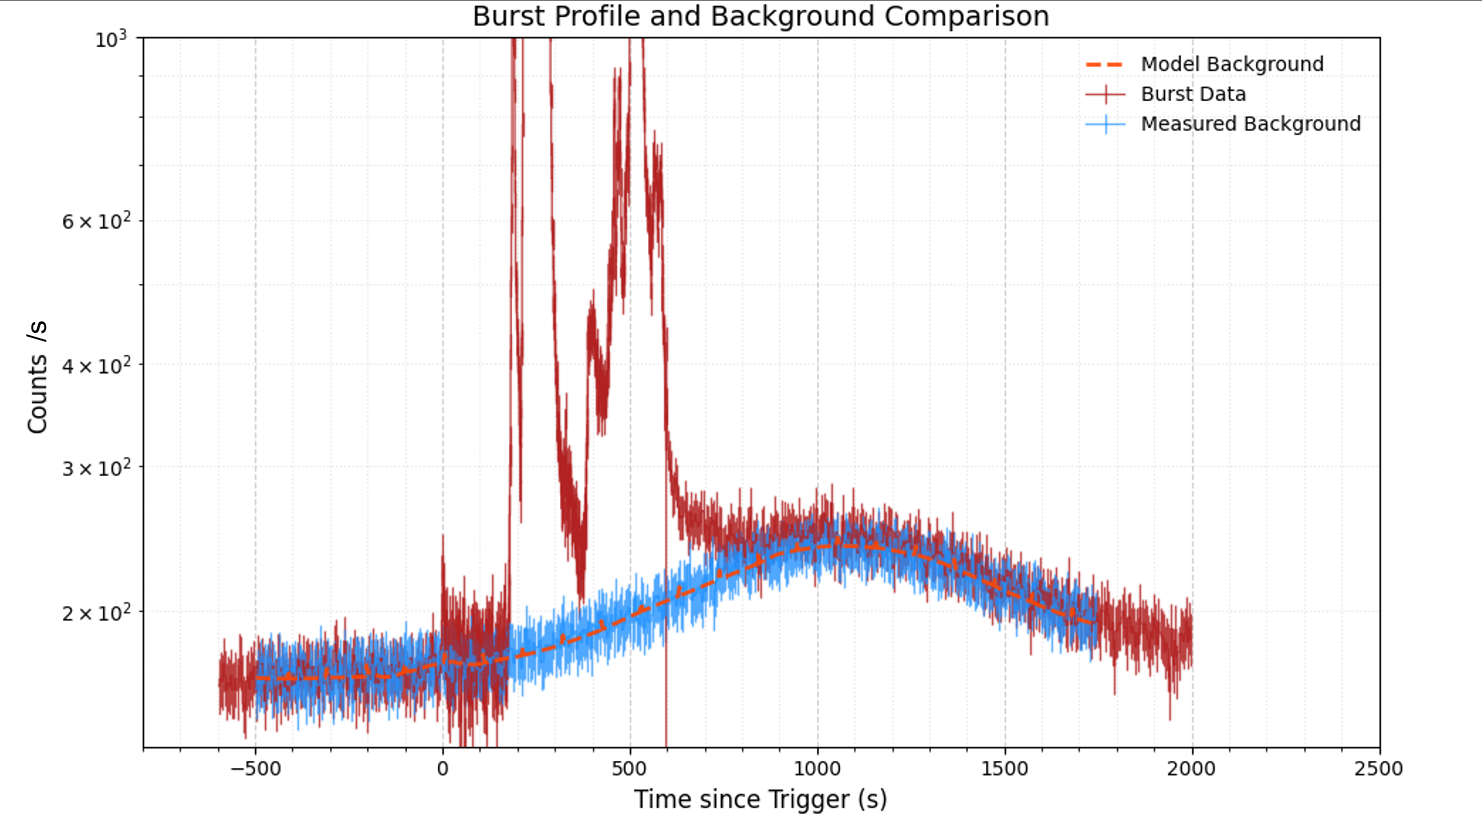 Burst Profile and Background Comparison
10³
6 × 10²
4 × 10²
3 × 10²
2 × 10²
Counts /s
Model Background
Burst Data
Measured Background
−500 0 500 1000 1500 2000 2500
Time since Trigger (s)